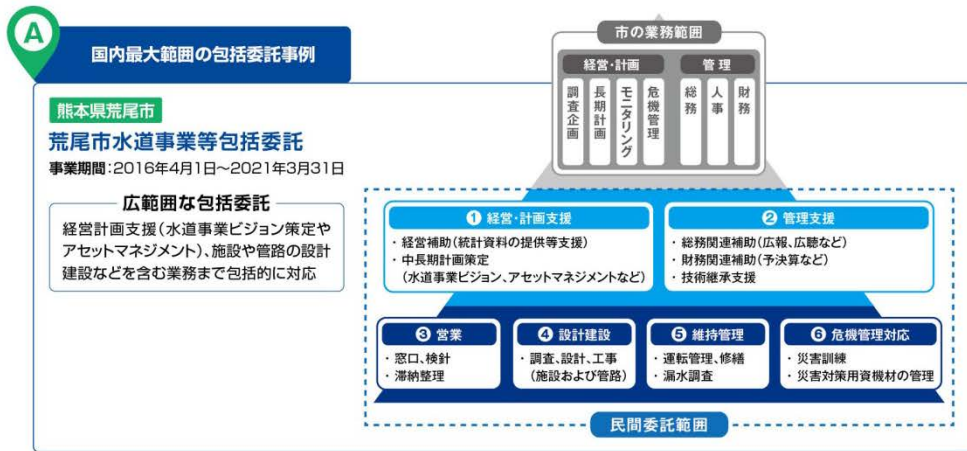 A
国内最大範囲の包括委託事例
熊本県荒尾市
荒尾市水道事業等包括委託
事業期間:2016年4月1日～2021年3月31日
広範囲な包括委託
経営計画支援(水道事業ビジョン策定や
アセットマネジメント)、施設や管路の設計
建設などを含む業務まで包括的に対応
市の業務範囲
経営・計画
管理
調査企画
長期計画
モニタリング
危機管理
総務
人事
財務
❶ 経営・計画支援
・経営補助(統計資料の提供等支援)
・中長期計画策定
(水道事業ビジョン、アセットマネジメントなど)
❷ 管理支援
・総務関連補助(広報、広聴など)
・財務関連補助(予決算など)
・技術継承支援
❸ 営業
・窓口、検針
・滞納整理
❹ 設計建設
・調査、設計、工事
(施設および管路)
❺ 維持管理
・運転管理、修繕
・漏水調査
❻ 危機管理対応
・災害訓練
・災害対策用資機材の管理
民間委託範囲